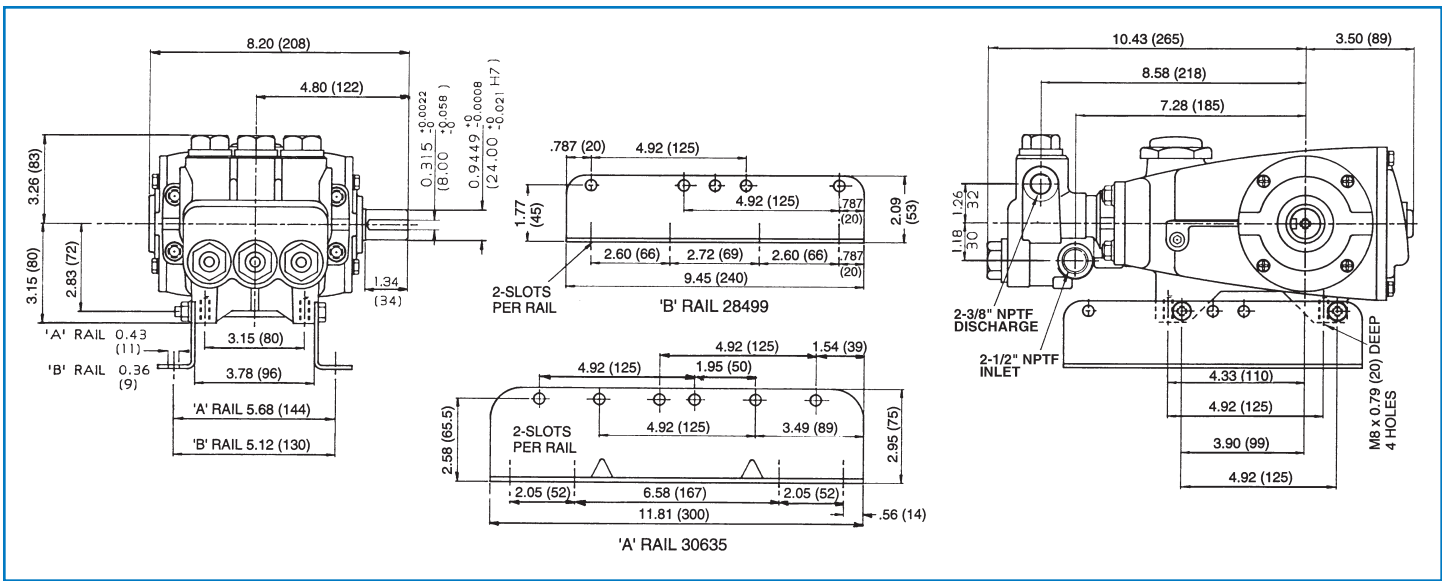 8.20 (208)
4.80 (122)
3.26 (83)
3.15 (80)
2.83 (72)
0.315 +0 -0.0022
(8.00 +0 -0.058 )
0.9449 +0 -0.0008
(24.00 +0 -0.021 H7 )
1.34
(34)
'A' RAIL 0.43
(11)
'B' RAIL 0.36
(9)
3.15 (80)
3.78 (96)
'A' RAIL 5.68 (144)
'B' RAIL 5.12 (130)
.787 (20)
4.92 (125)
1.77
(45)
4.92 (125)
.787
(20)
2.09
(53)
2.60 (66)
2.72 (69)
2.60 (66)
.787
(20)
9.45 (240)
2-SLOTS
PER RAIL
'B' RAIL 28499
4.92 (125)
1.54 (39)
4.92 (125)
1.95 (50)
2.58 (65.5)
2-SLOTS
PER RAIL
4.92 (125)
3.49 (89)
2.95 (75)
2.05 (52)
6.58 (167)
2.05 (52)
.56 (14)
11.81 (300)
'A' RAIL 30635
10.43 (265)
3.50 (89)
8.58 (218)
7.28 (185)
1.26
32
1.18
30
2-3/8" NPTF
DISCHARGE
2-1/2" NPTF
INLET
4.33 (110)
4.92 (125)
3.90 (99)
4.92 (125)
M8 x 0.79 (20) DEEP
4 HOLES